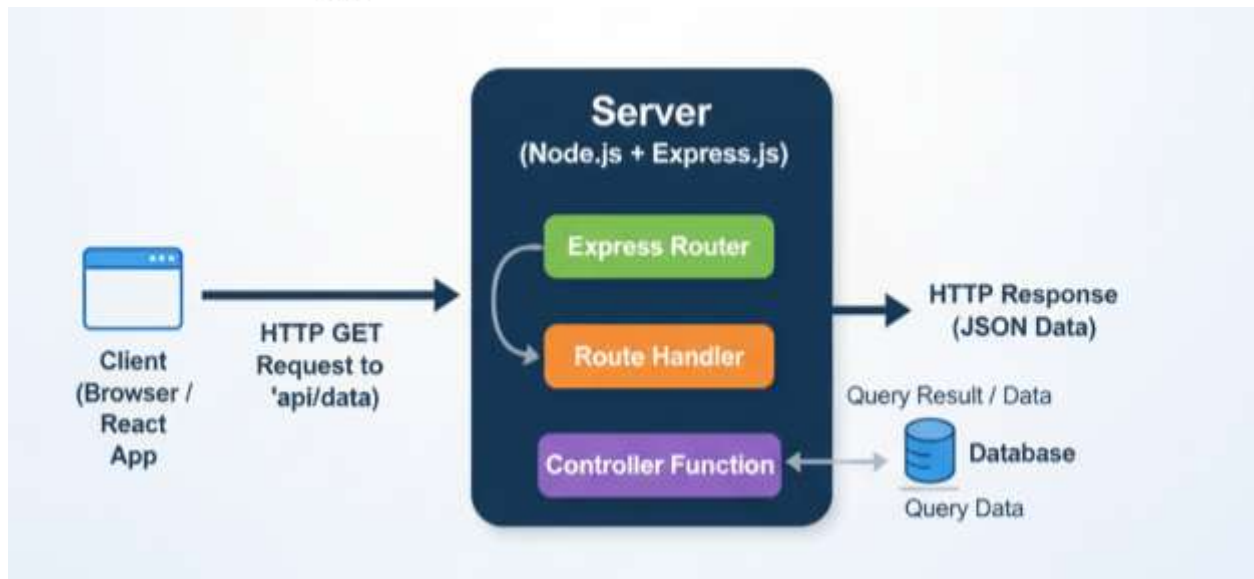 Server
(Node.js + Express.js)
Express Router
Route Handler
Controller Function
Client
(Browser /
React
App
HTTP GET
Request to
'api/data)
HTTP Response
(JSON Data)
Query Result / Data
Database
Query Data